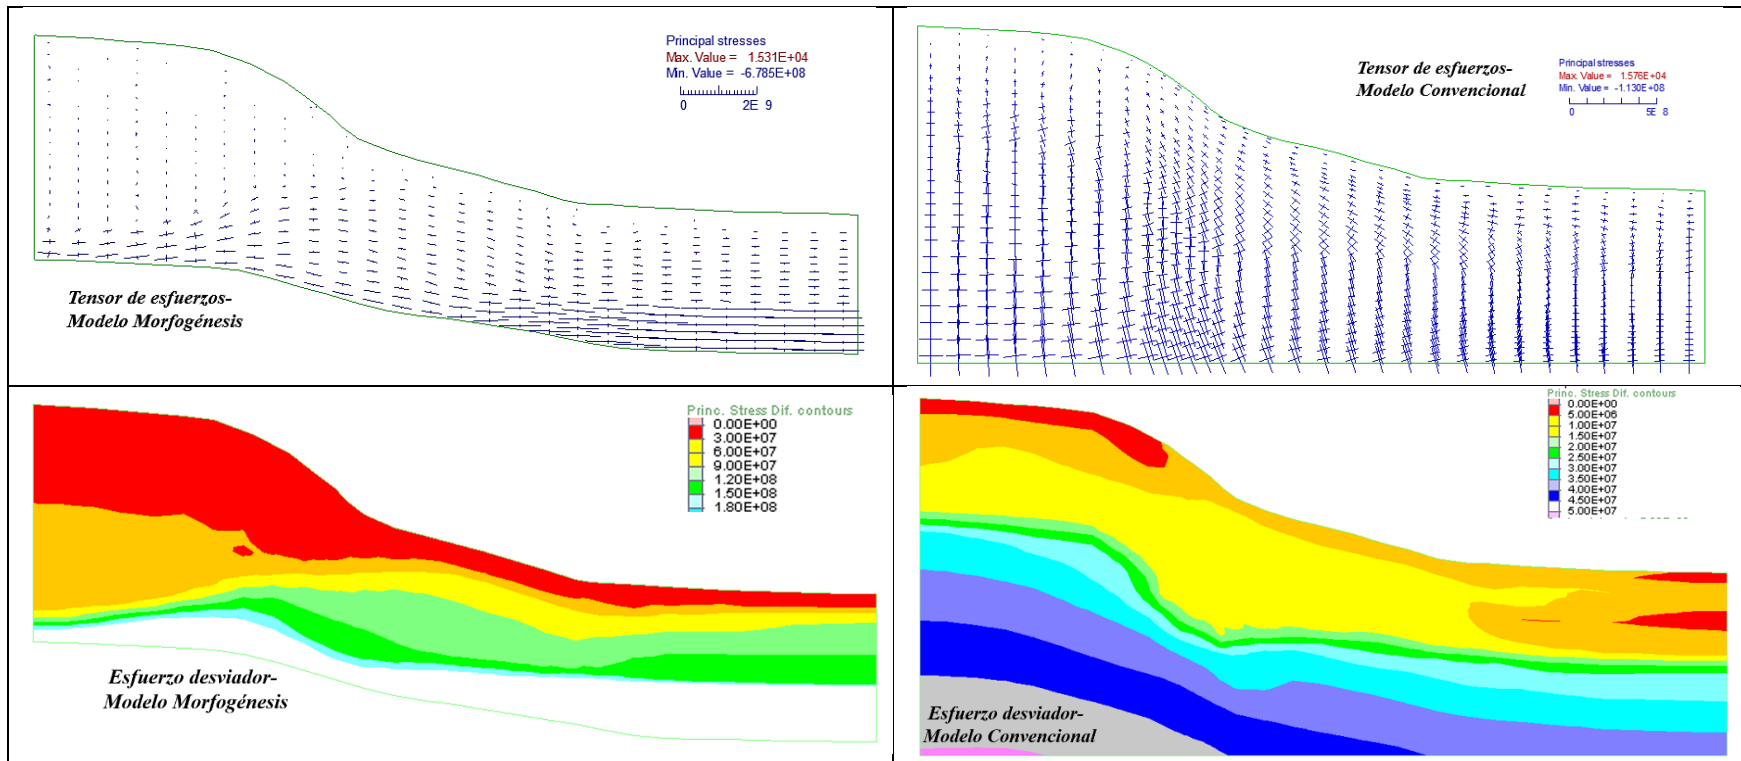 Principal stresses
Max. Value = 1.531E+04
Min. Value = -6.785E+08
0 2E 9
Tensor de esfuerzos-
Modelo Morfogénesis
Tensor de esfuerzos-
Modelo Convencional
Principal stresses
Max. Value = 1.576E+04
Min. Value = -1.130E+08
0 5E 8
Princ. Stress Dif. contours
0.00E+00
3.00E+07
6.00E+07
9.00E+07
1.20E+08
1.50E+08
1.80E+08
Esfuerzo desviador-
Modelo Morfogénesis
Princ. Stress Dif. contours
0.00E+00
5.00E+06
1.00E+07
1.50E+07
2.00E+07
2.50E+07
3.00E+07
3.50E+07
4.00E+07
4.50E+07
5.00E+07
Esfuerzo desviador-
Modelo Convencional